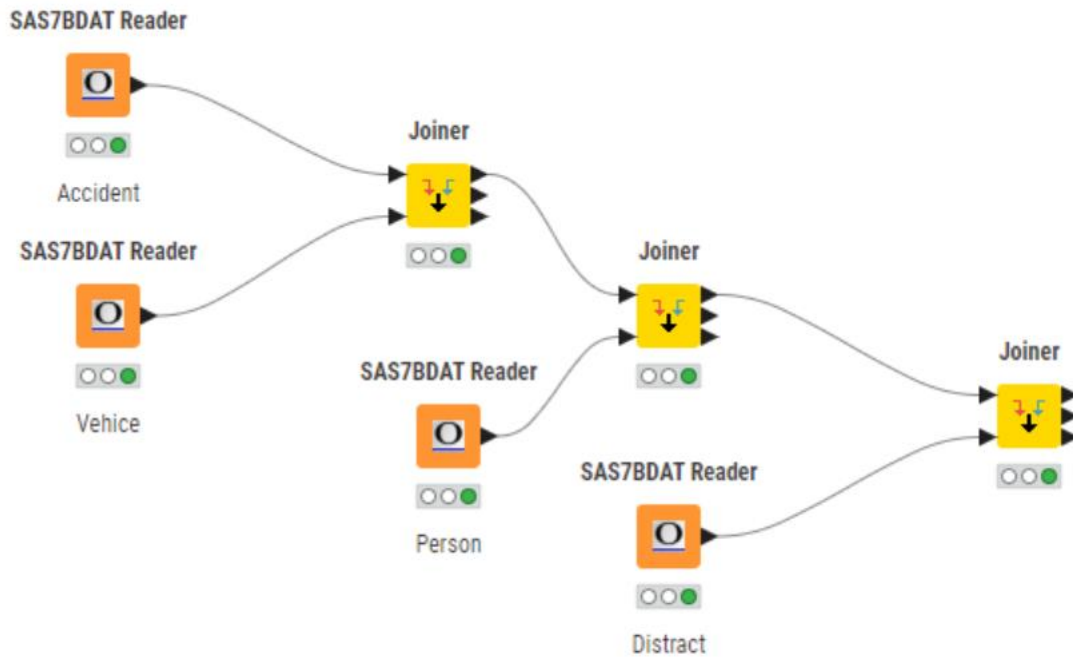 SAS7BDAT Reader
Accident
Joiner
SAS7BDAT Reader
Vehice
Joiner
SAS7BDAT Reader
Person
Joiner
SAS7BDAT Reader
Distract